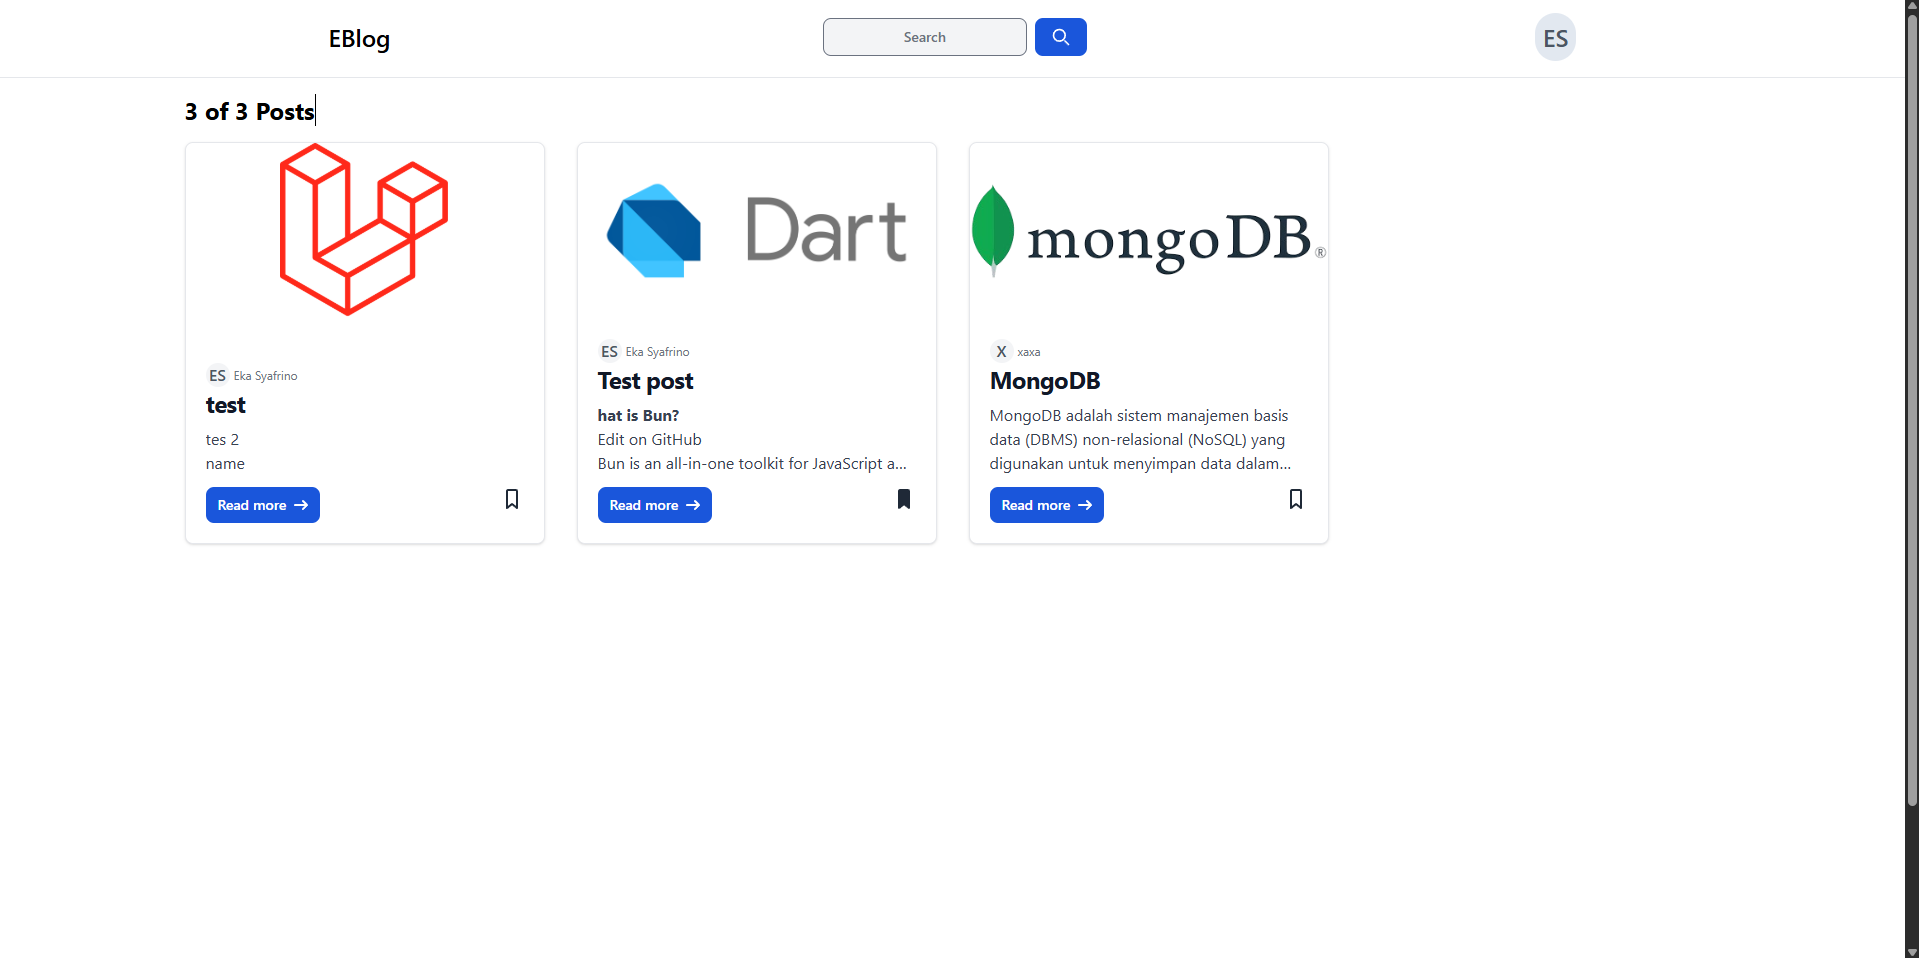 EBlog
Search
ES
3 of 3 Posts
ES Eka Syafrino
test
tes 2
name
Read more
Dart
ES Eka Syafrino
Test post
hat is Bun?
Edit on GitHub
Bun is an all-in-one toolkit for JavaScript a...
Read more
mongoDB®
X xaxa
MongoDB
MongoDB adalah sistem manajemen basis
data (DBMS) non-relasional (NoSQL) yang
digunakan untuk menyimpan data dalam...
Read more